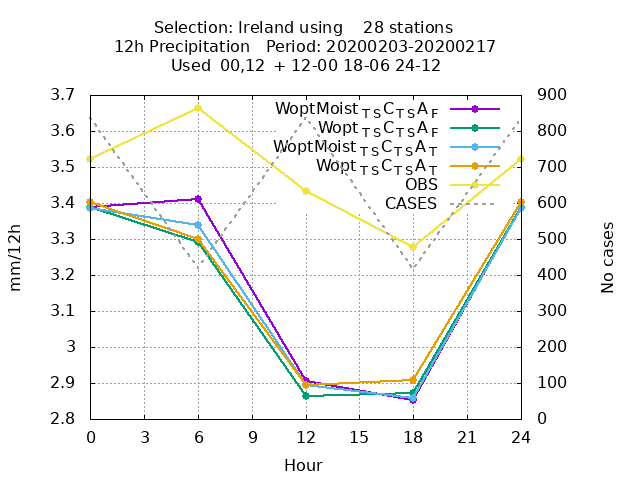 Selection: Ireland using 28 stations
12h Precipitation Period: 20200203-20200217
Used 00,12 + 12-00 18-06 24-12
3.7
3.6
3.5
3.4
3.3
3.2
3.1
3
2.9
2.8
mm/12h
WoptMoist TS C TS A F
Wopt TS C TS A F
WoptMoist TS C TS A T
Wopt TS C TS A T
OBS
CASES
900
800
700
600
500
400
300
200
100
0
No cases
0 3 6 9 12 15 18 21 24
Hour